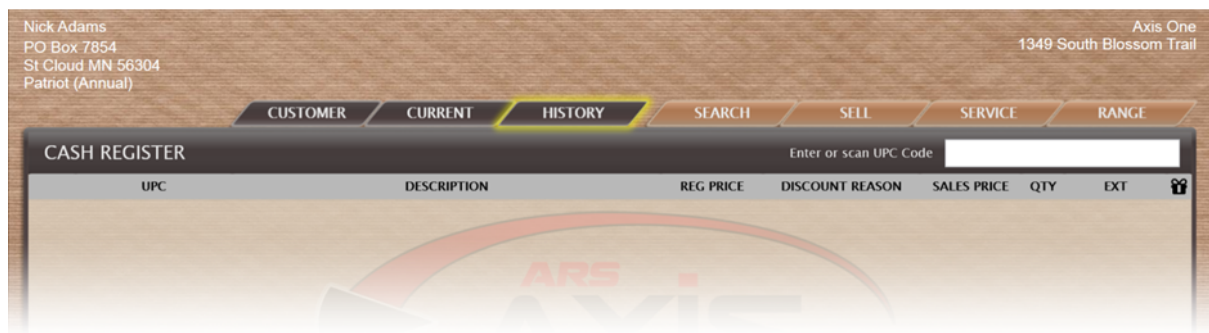 Nick Adams
PO Box 7854
St Cloud MN 56304
Patriot (Annual)
Axis One
1349 South Blossom Trail
CUSTOMER CURRENT HISTORY SEARCH SELL SERVICE RANGE
CASH REGISTER Enter or scan UPC Code
UPC DESCRIPTION REG PRICE DISCOUNT REASON SALES PRICE QTY EXT
ARS
AXIS